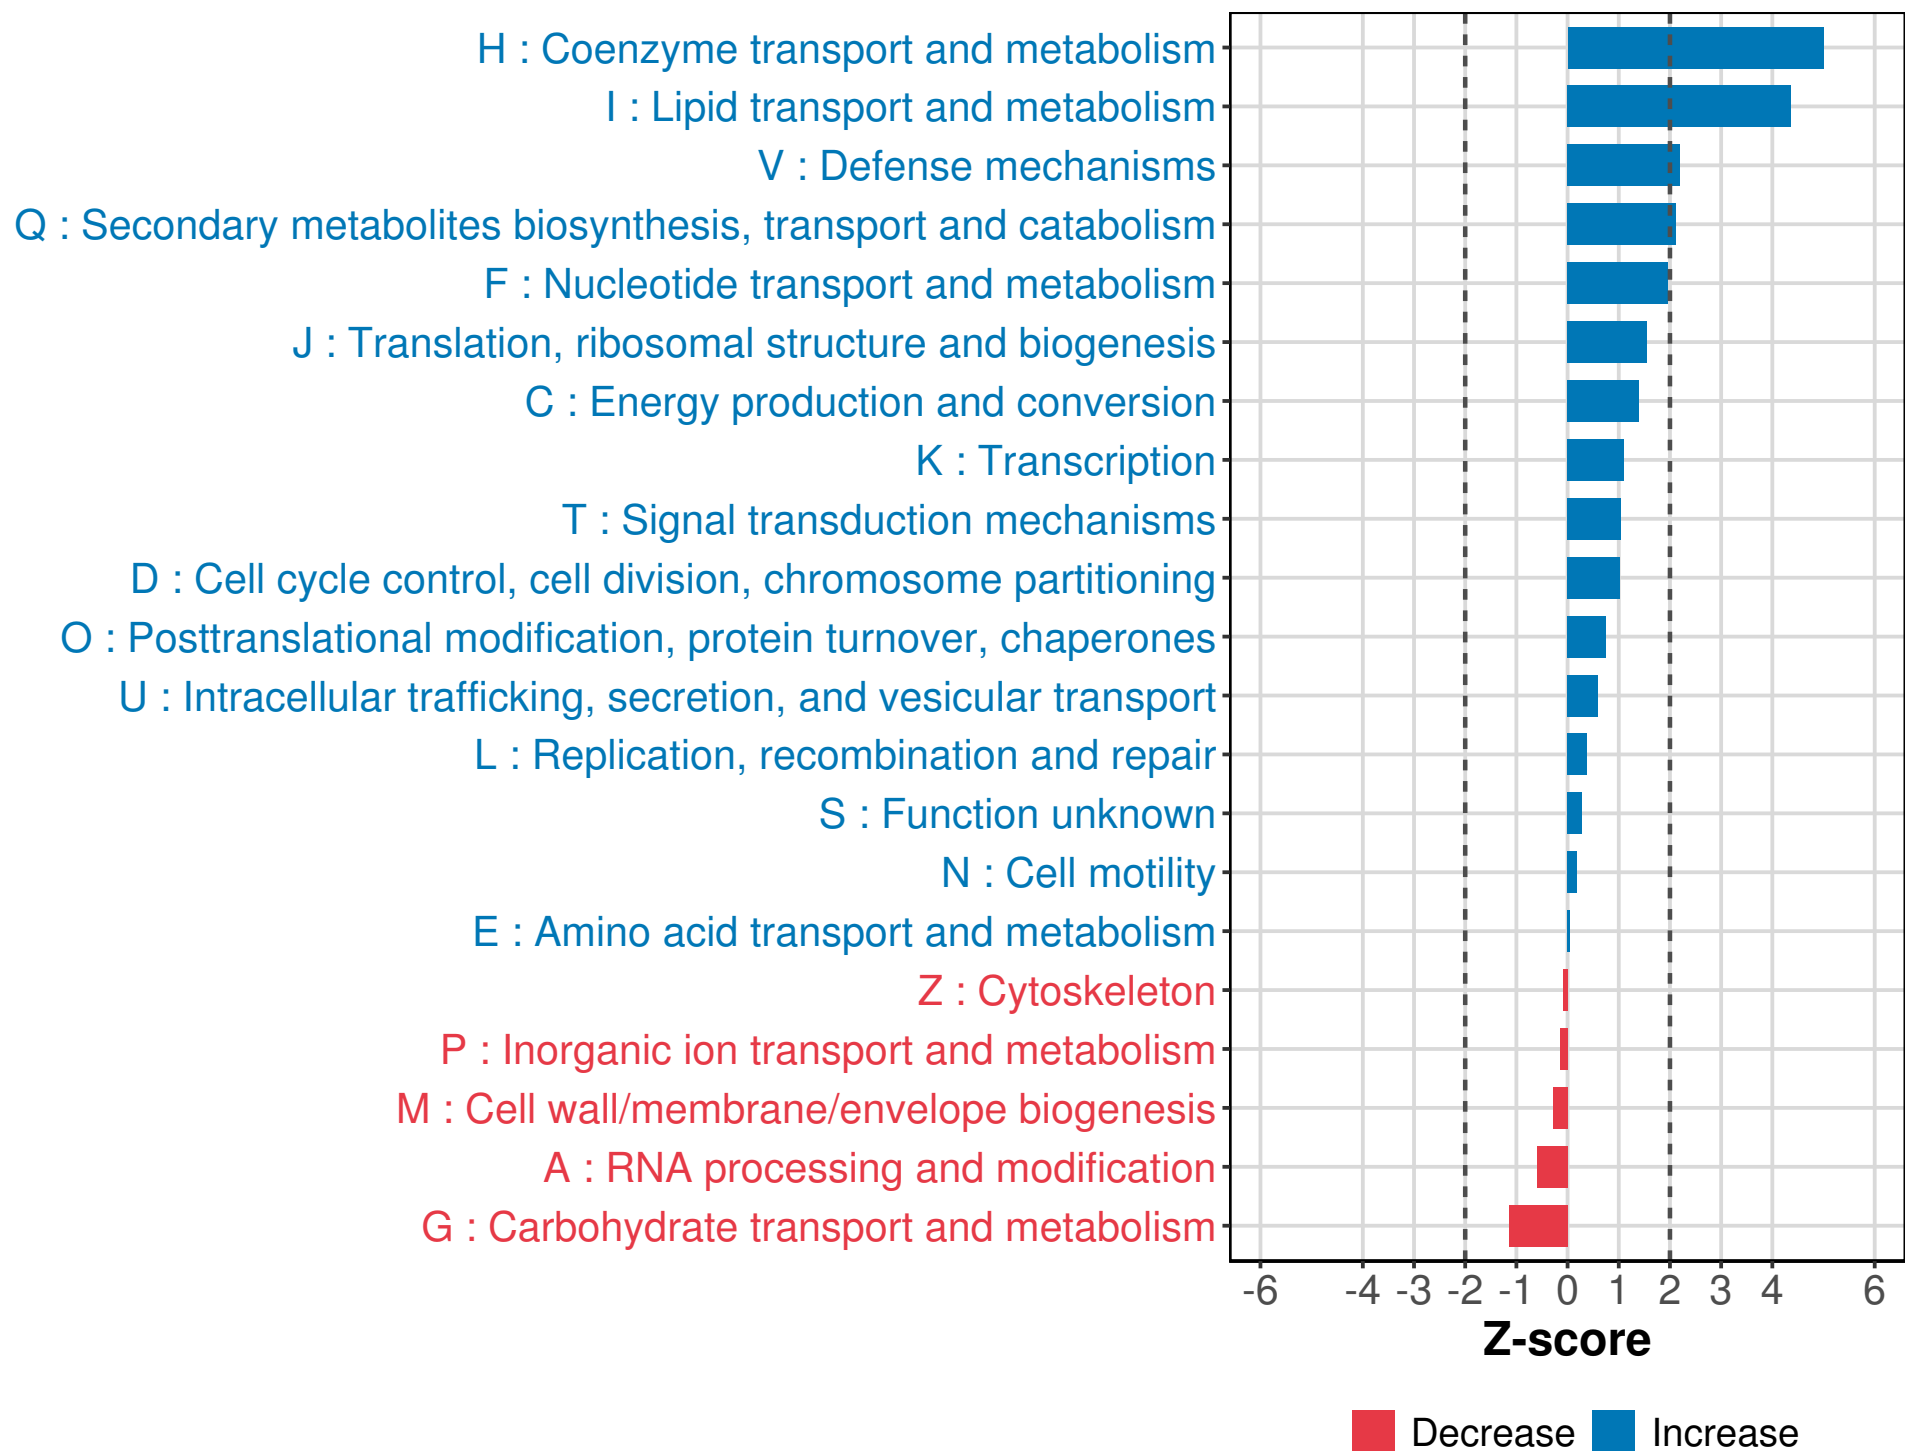 H : Coenzyme transport and metabolism
I : Lipid transport and metabolism
V : Defense mechanisms
Q : Secondary metabolites biosynthesis, transport and catabolism
F : Nucleotide transport and metabolism
J : Translation, ribosomal structure and biogenesis
C : Energy production and conversion
K : Transcription
T : Signal transduction mechanisms
D : Cell cycle control, cell division, chromosome partitioning
O : Posttranslational modification, protein turnover, chaperones
U : Intracellular trafficking, secretion, and vesicular transport
L : Replication, recombination and repair
S : Function unknown
N : Cell motility
E : Amino acid transport and metabolism
Z : Cytoskeleton
P : Inorganic ion transport and metabolism
M : Cell wall/membrane/envelope biogenesis
A : RNA processing and modification
G : Carbohydrate transport and metabolism
-6 -4 -3 -2 -1 0 1 2 3 4 6
Z-score
Decrease Increase